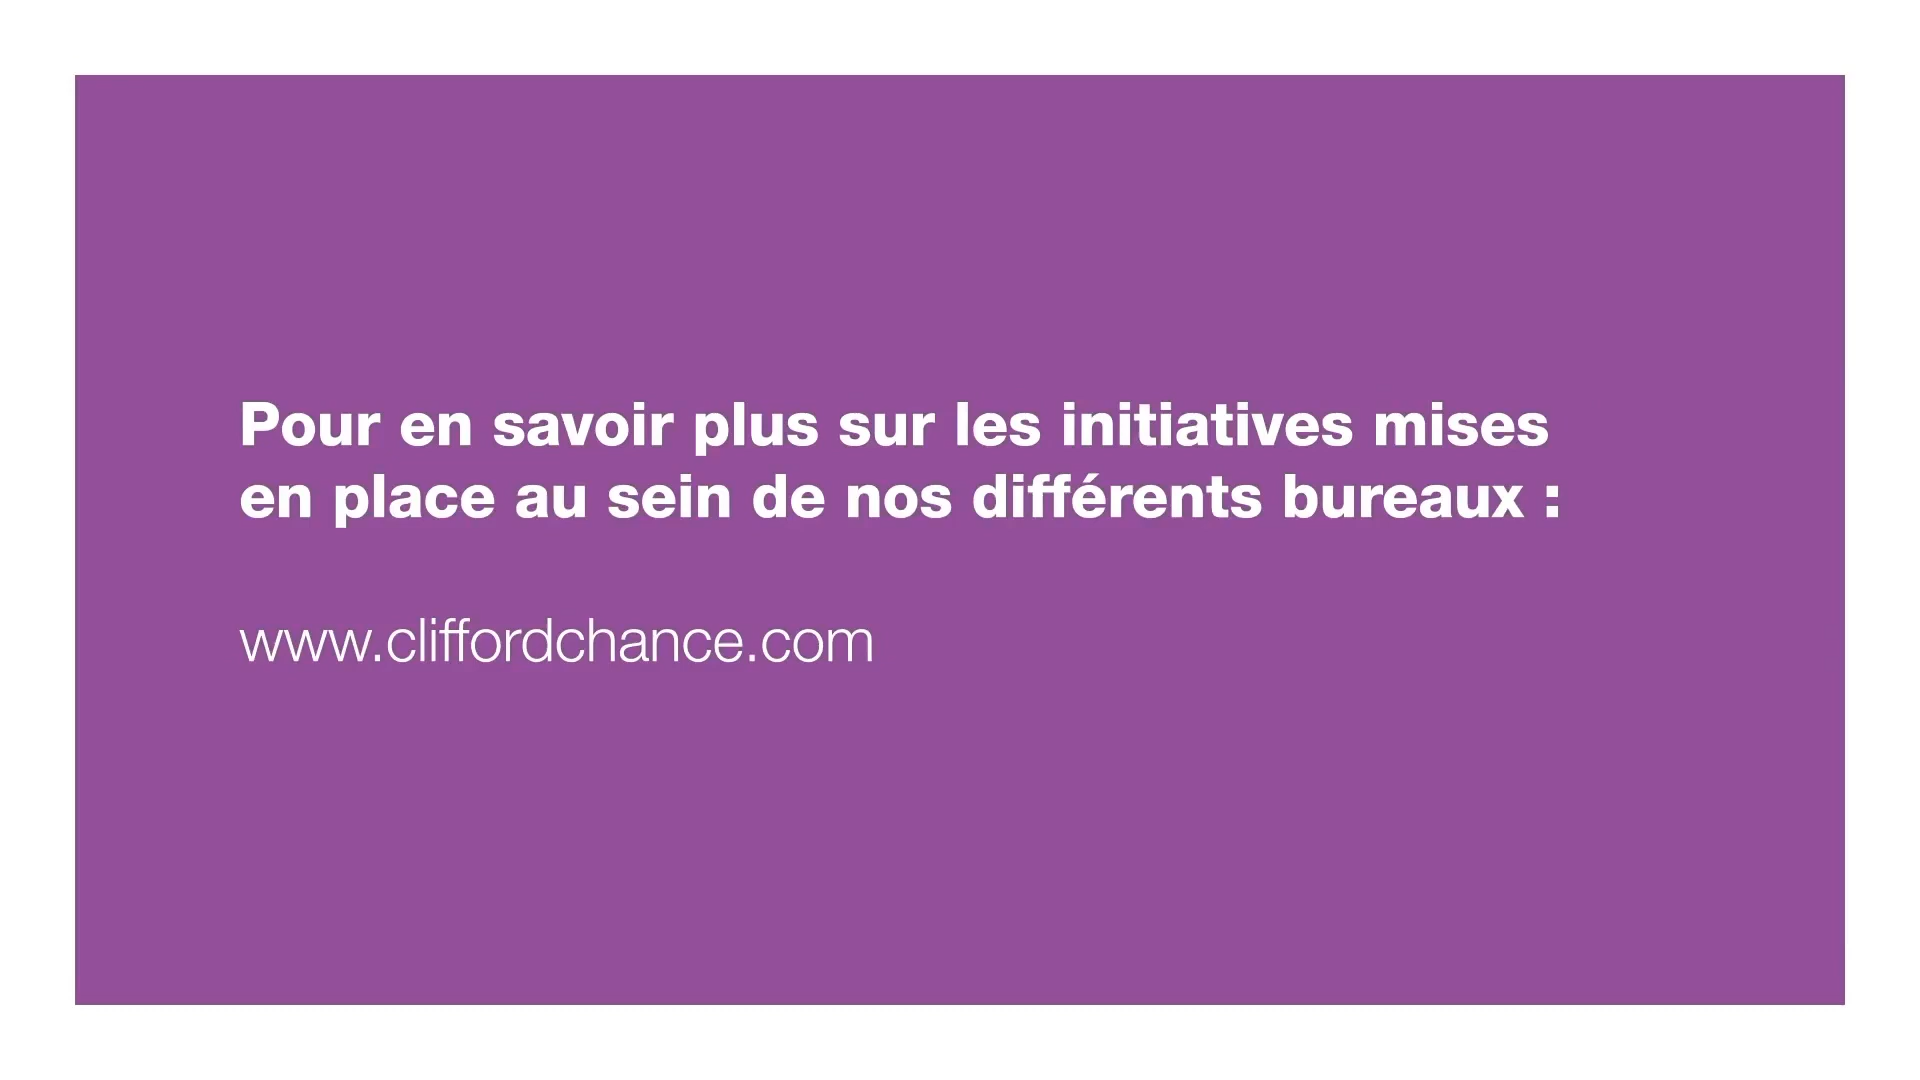 Pour en savoir plus sur les initiatives mises
en place au sein de nos différents bureaux :
www.cliffordchance.com